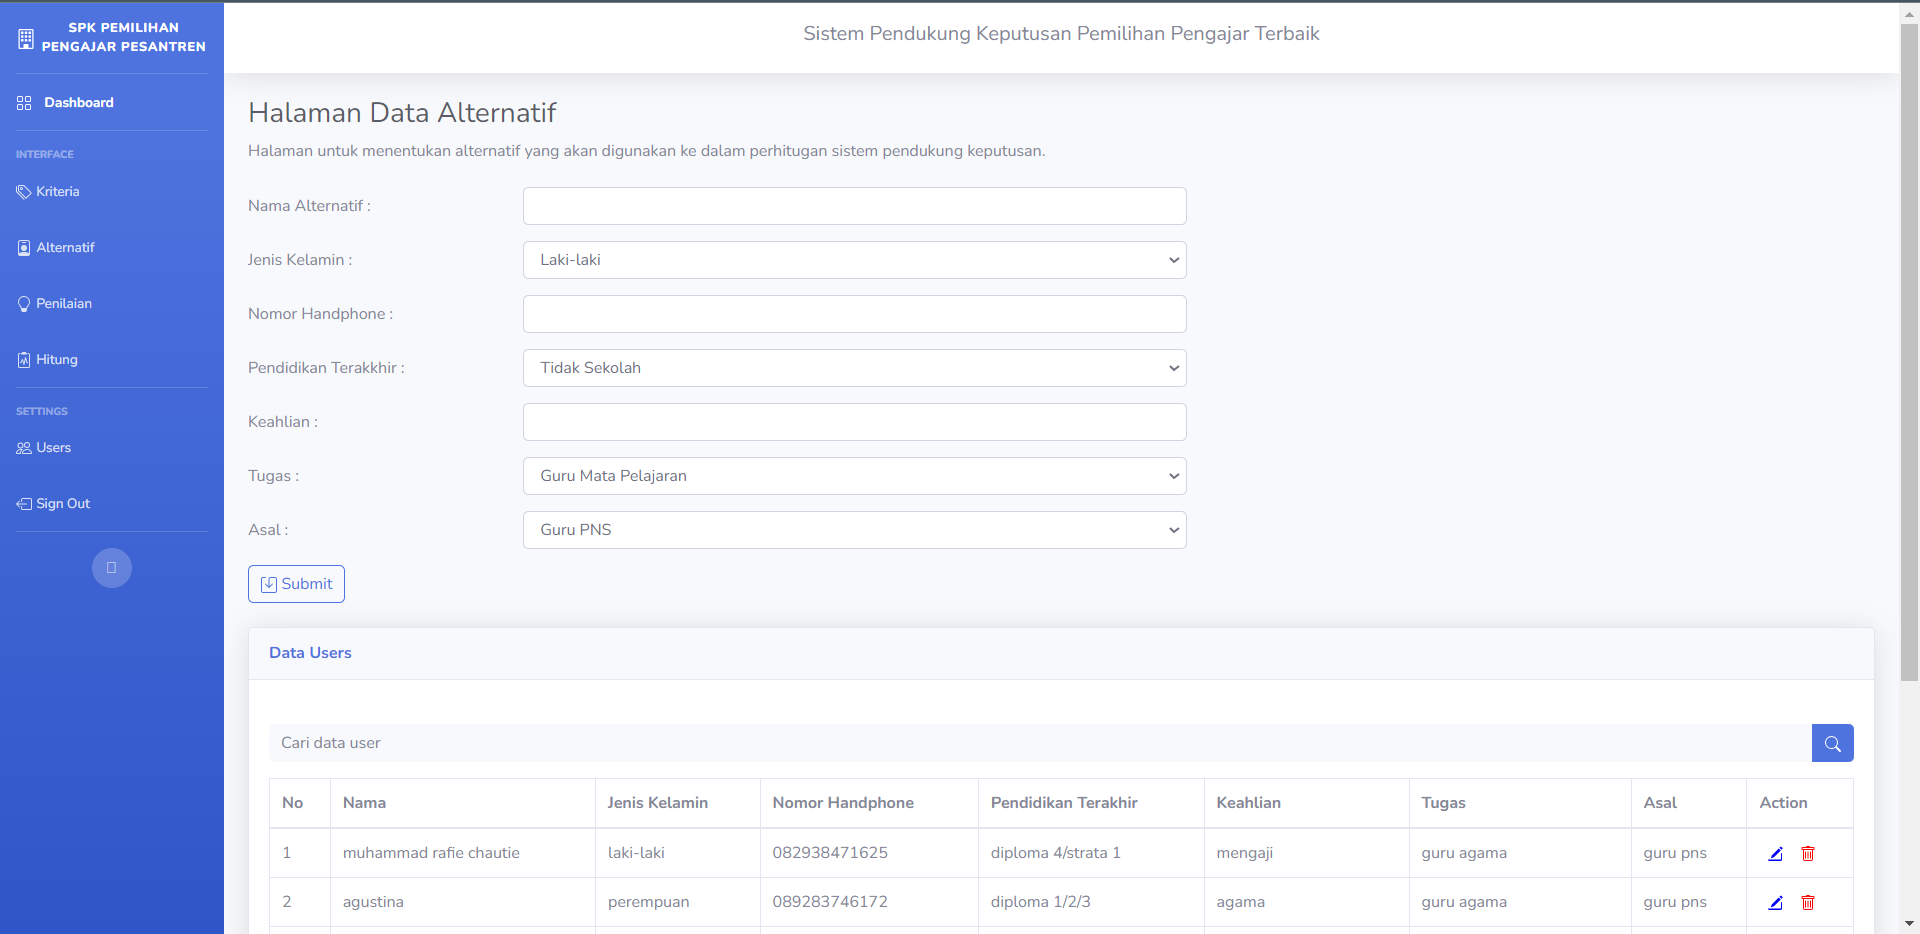 SPK PEMILIHAN
PENGAJAR PESANTREN
Dashboard
INTERFACE
Kriteria
Alternatif
Penilaian
Hitung
SETTINGS
Users
Sign Out
Sistem Pendukung Keputusan Pemilihan Pengajar Terbaik
Halaman Data Alternatif
Halaman untuk menentukan alternatif yang akan digunakan ke dalam perhitugan sistem pendukung keputusan.
Nama Alternatif :
Jenis Kelamin : Laki-laki
Nomor Handphone :
Pendidikan Terakkhir : Tidak Sekolah
Keahlian :
Tugas : Guru Mata Pelajaran
Asal : Guru PNS
Submit
Data Users
Cari data user
No Nama Jenis Kelamin Nomor Handphone Pendidikan Terakhir Keahlian Tugas Asal Action
1 muhammad rafie chautie laki-laki 082938471625 diploma 4/strata 1 mengaji guru agama guru pns
2 agustina perempuan 089283746172 diploma 1/2/3 agama guru agama guru pns